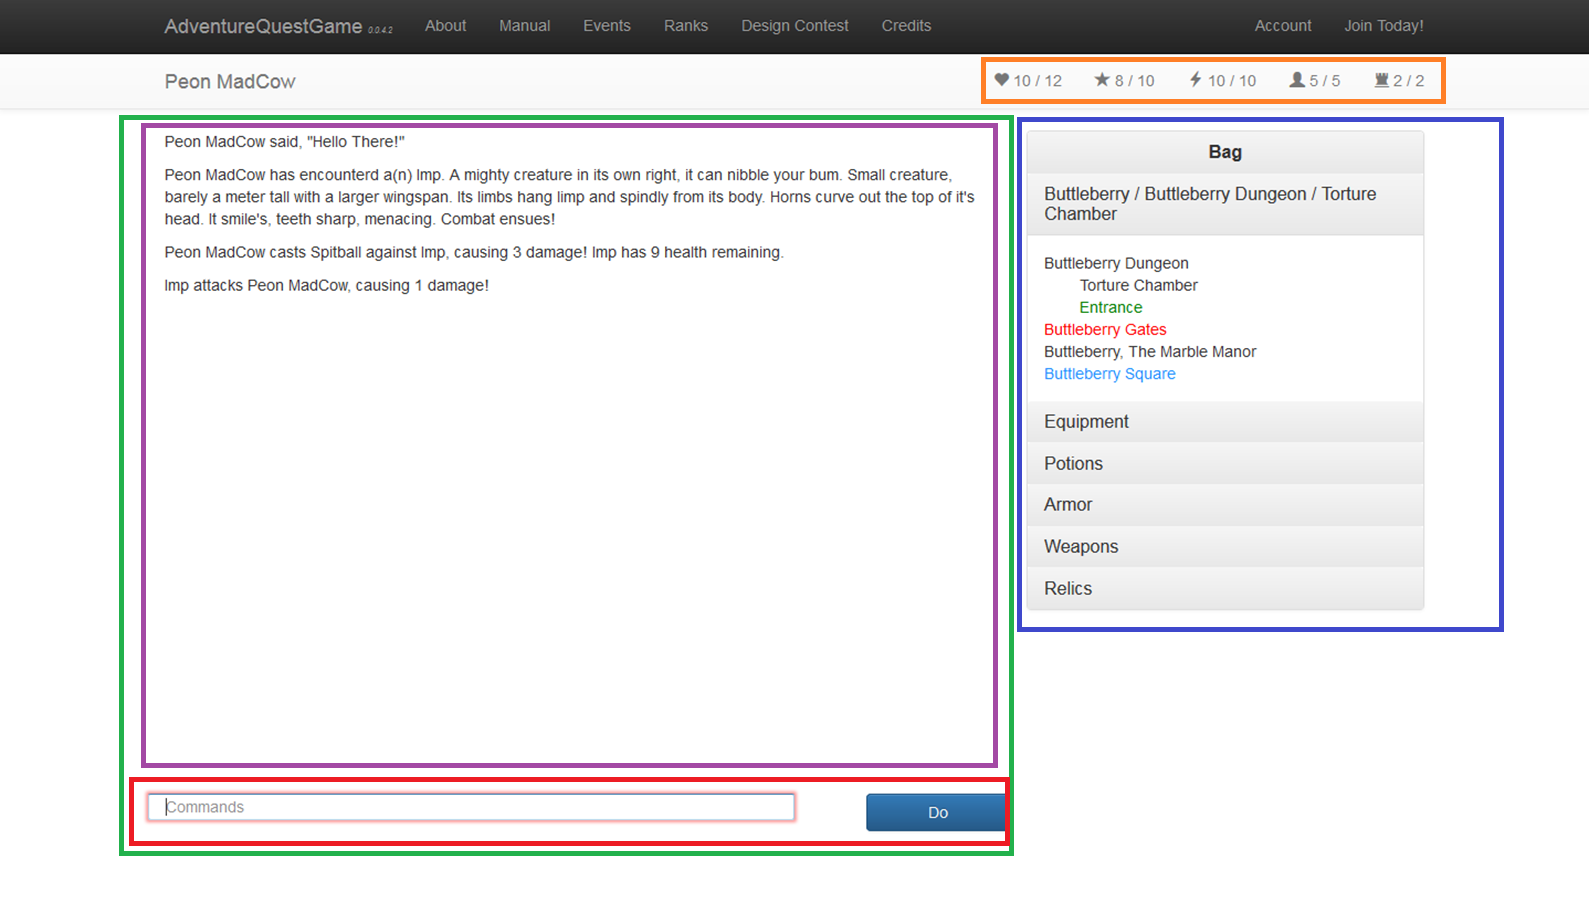 AdventureQuestGame 0.0.4.2 About Manual Events Ranks Design Contest Credits Account Join Today!
Peon MadCow 10 / 12 8 / 10 10 / 10 5 / 5 2 / 2
Peon MadCow said, "Hello There!"
Peon MadCow has encounterd a(n) Imp. A mighty creature in its own right, it can nibble your bum. Small creature,
barely a meter tall with a larger wingspan. Its limbs hang limp and spindly from its body. Horns curve out the top of it's
head. It smile's, teeth sharp, menacing. Combat ensues!
Peon MadCow casts Spitball against Imp, causing 3 damage! Imp has 9 health remaining.
Imp attacks Peon MadCow, causing 1 damage!
Commands
Do
Bag
Buttleberry / Buttleberry Dungeon / Torture
Chamber
Buttleberry Dungeon
Torture Chamber
Entrance
Buttleberry Gates
Buttleberry, The Marble Manor
Buttleberry Square
Equipment
Potions
Armor
Weapons
Relics